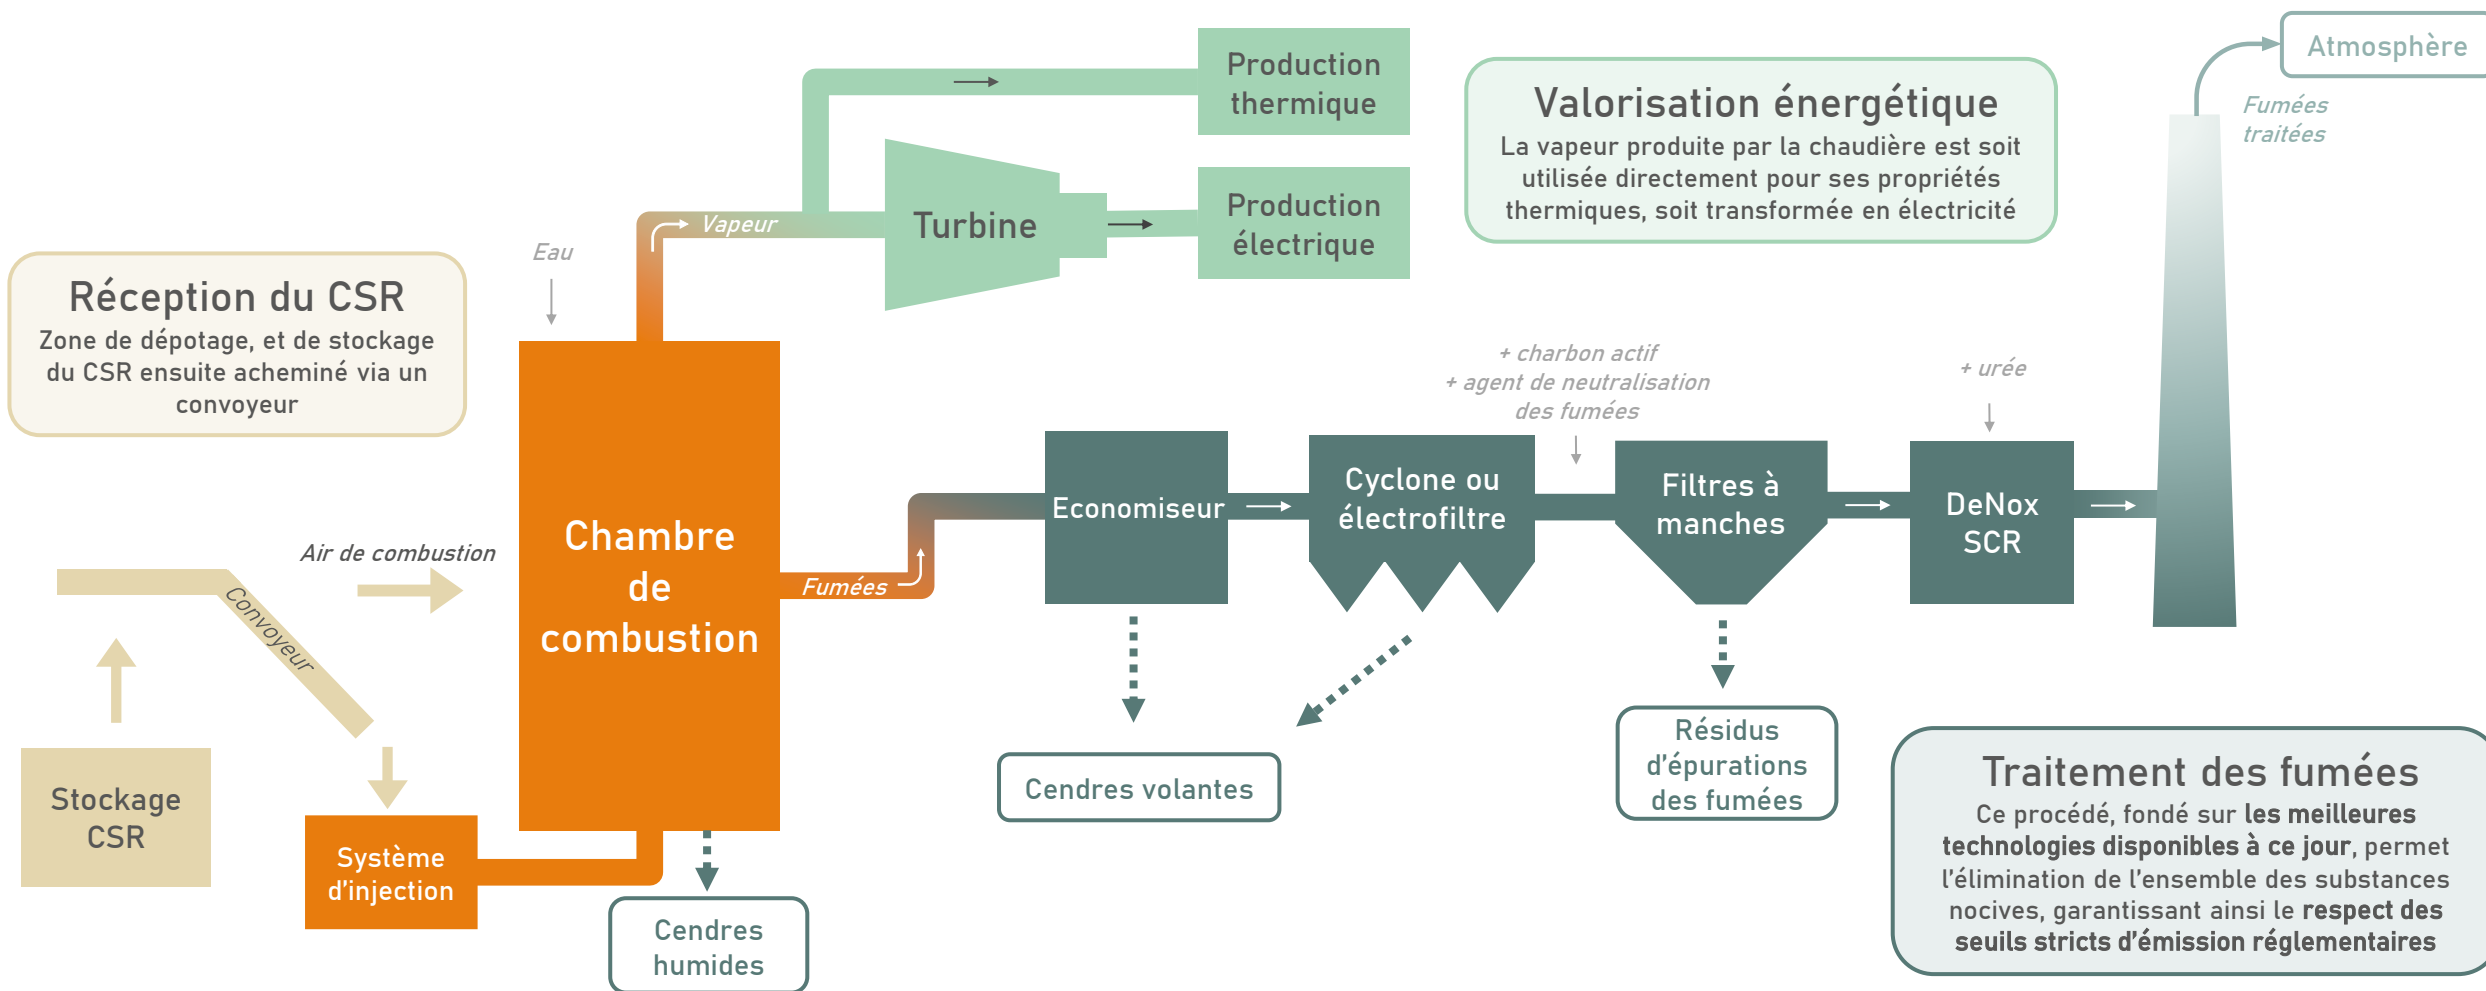 Production
thermique
Production
électrique
Turbine
Vapeur
Eau
Valorisation énergétique
La vapeur produite par la chaudière est soit
utilisée directement pour ses propriétés
thermiques, soit transformée en électricité
Atmosphère
Fumées
traitées
Réception du CSR
Zone de dépotage, et de stockage
du CSR ensuite acheminé via un
convoyeur
Air de combustion
Convoyeur
Stockage
CSR
Système
d'injection
Chambre
de
combustion
Fumées
Cendres
humides
Economiseur
Cyclone ou
électrofiltre
+ charbon actif
+ agent de neutralisation
des fumées
Filtres à
manches
+ urée
DeNox
SCR
Cendres volantes
Résidus
d'épurations
des fumées
Traitement des fumées
Ce procédé, fondé sur les meilleures
technologies disponibles à ce jour, permet
l'élimination de l'ensemble des substances
nocives, garantissant ainsi le respect des
seuils stricts d'émission réglementaires